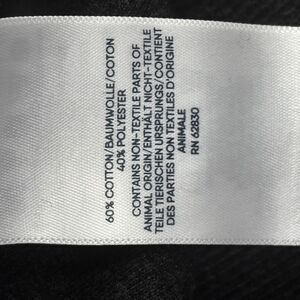 60% COTTON/BAUMWOLLE/COTON
40% POLYESTER
CONTAINS NON-TEXTILE PARTS OF
ANIMAL ORIGIN/ENTHÄLT NICHT-TEXTILE
TEILE TIERISCHEN URSPRUNGS/CONTIENT
DES PARTIES NON TEXTILES D'ORIGINE
ANIMALE
RN 62830